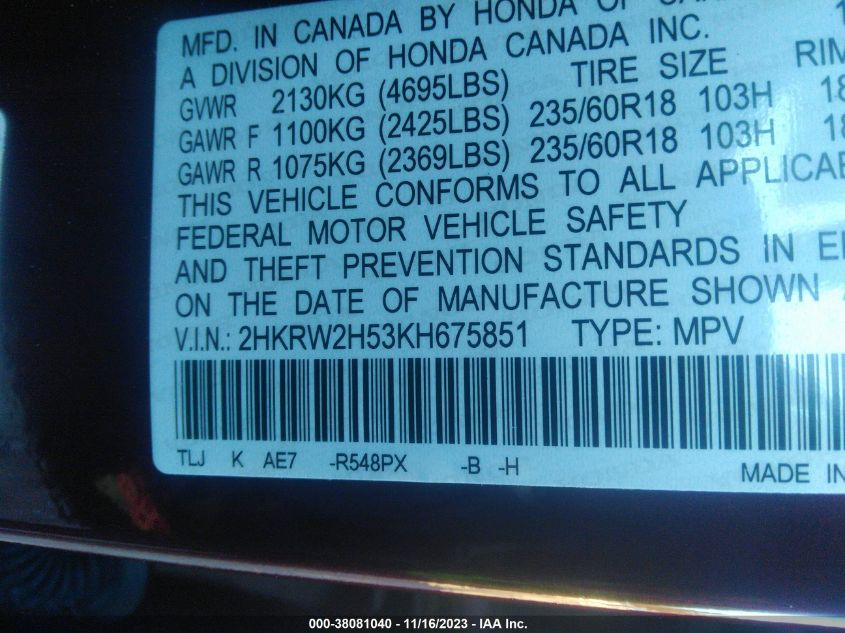 MFD. IN CANADA BY HONDA OF
A DIVISION OF HONDA CANADA INC.
TIRE SIZE RIM
GVWR 2130KG (4695LBS)
GAWR F 1100KG (2425LBS) 235/60R18 103H 18
GAWR R 1075KG (2369LBS) 235/60R18 103H 18
THIS VEHICLE CONFORMS TO ALL APPLICAB
FEDERAL MOTOR VEHICLE SAFETY
AND THEFT PREVENTION STANDARDS IN E
ON THE DATE OF MANUFACTURE SHOWN A
V.I.N.: 2HKRW2H53KH675851 TYPE: MPV
TLJ K AE7 -R548PX -B -H
MADE IN
000-38081040 - 11/16/2023 - IAA Inc.